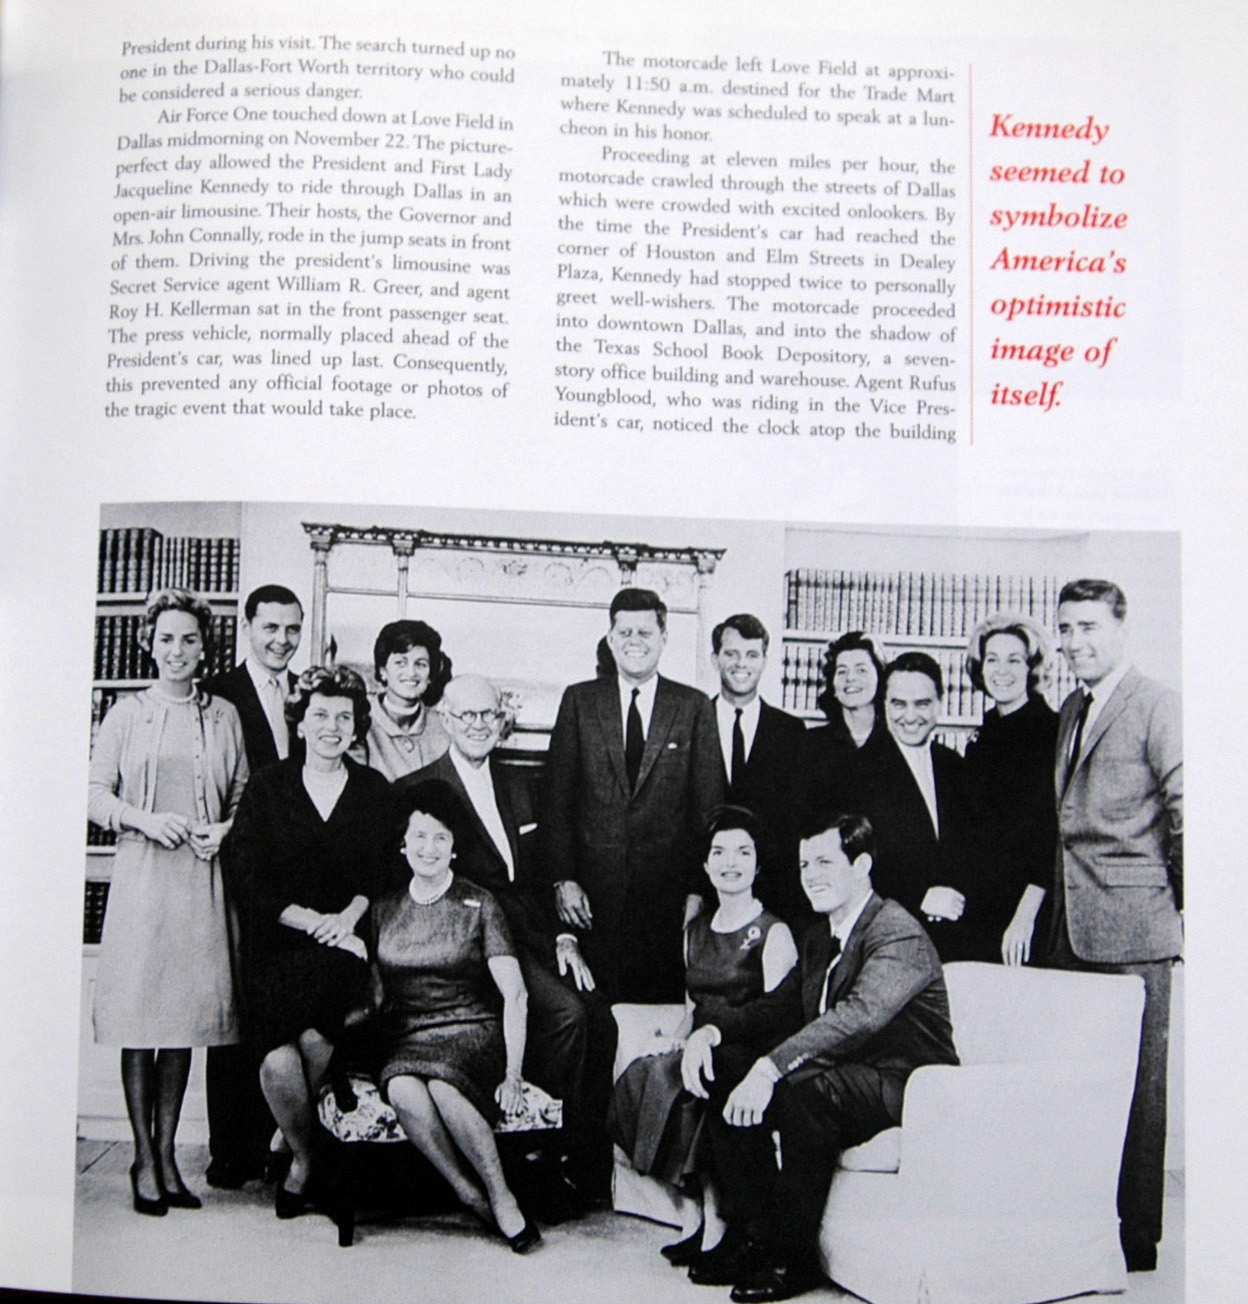 President during his visit. The search turned up no
one in the Dallas-Fort Worth territory who could
be considered a serious danger.
Air Force One touched down at Love Field in
Dallas midmorning on November 22. The picture-
perfect day allowed the President and First Lady
Jacqueline Kennedy to ride through Dallas in an
open-air limousine. Their hosts, the Governor and
Mrs. John Connally, rode in the jump seats in front
of them. Driving the president's limousine was
Secret Service agent William R. Greer, and agent
Roy H. Kellerman sat in the front passenger seat.
The press vehicle, normally placed ahead of the
President's car, was lined up last. Consequently,
this prevented any official footage or photos of
the tragic event that would take place.
The motorcade left Love Field at approxi-
mately 11:50 a.m. destined for the Trade Mart
where Kennedy was scheduled to speak at a lun-
cheon in his honor.
Proceeding at eleven miles per hour, the
motorcade crawled through the streets of Dallas
which were crowded with excited onlookers. By
the time the President's car had reached the
corner of Houston and Elm Streets in Dealey
Plaza, Kennedy had stopped twice to personally
greet well-wishers. The motorcade proceeded
into downtown Dallas, and into the shadow of
the Texas School Book Depository, a seven-
story office building and warehouse. Agent Rufus
Youngblood, who was riding in the Vice Pres-
ident's car, noticed the clock atop the building
Kennedy
seemed to
symbolize
America's
optimistic
image of
itself.